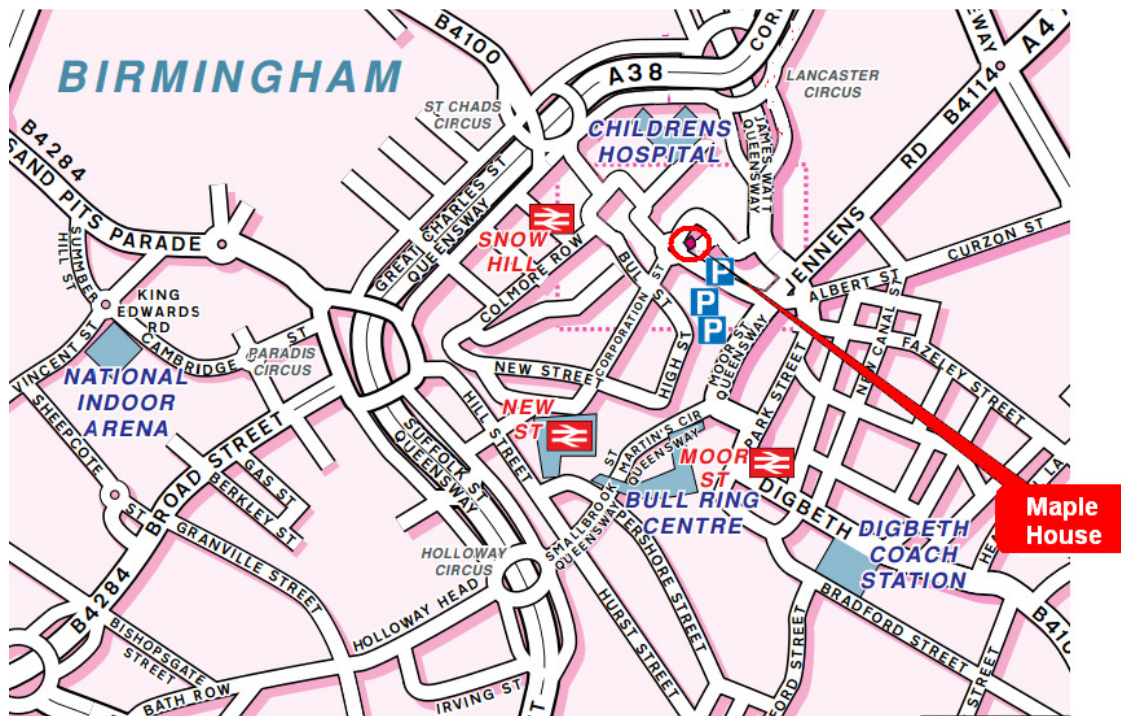 BIRMINGHAM
B4100
A38
COR
LANCASTER
CIRCUS
B4114
ST CHADS
CIRCUS
B4284
SAND PITS PARADE
CHILDRENS
HOSPITAL
JAMES WATT
QUEENSWAY
JENNENS
RD
CURZON ST
ALBERT ST
GREAT CHARLES ST
QUEENSWAY
SNOW
HILL
COLMORE ROW
BULL ST
CORPORATION ST
P
P
P
SUMMBER
HILL ST
KING
EDWARDS
RD
CAMBRIDGE ST
PARADIS
CIRCUS
VINCENT ST
NATIONAL
INDOOR
ARENA
SHEEPCOTE
ST
NEW STREET
HIGH ST
MOOR ST
QUEENSWAY
PARK STREET
NEW CANAL ST
FAZELEY STREET
NEW
ST
HILL STREET
SUFFOLK ST
QUEENSWAY
BROAD STREET
GAS ST
BERKLEY ST
ST MARTIN'S CIR
QUEENSWAY
MOOR
ST
SMALLBROOK
QUEENSWAY
BULL RING
CENTRE
DIGBETH
DIGBETH
COACH
STATION
Maple
House
GRANVILLE STREET
HOLLOWAY
CIRCUS
HOLLOWAY HEAD
PERSHORE STREET
HURST STREET
BRADFORD STREET
B4284
BISHOPSGATE
STREET
BATH ROW
IRVING ST
FORD STREET
STREET